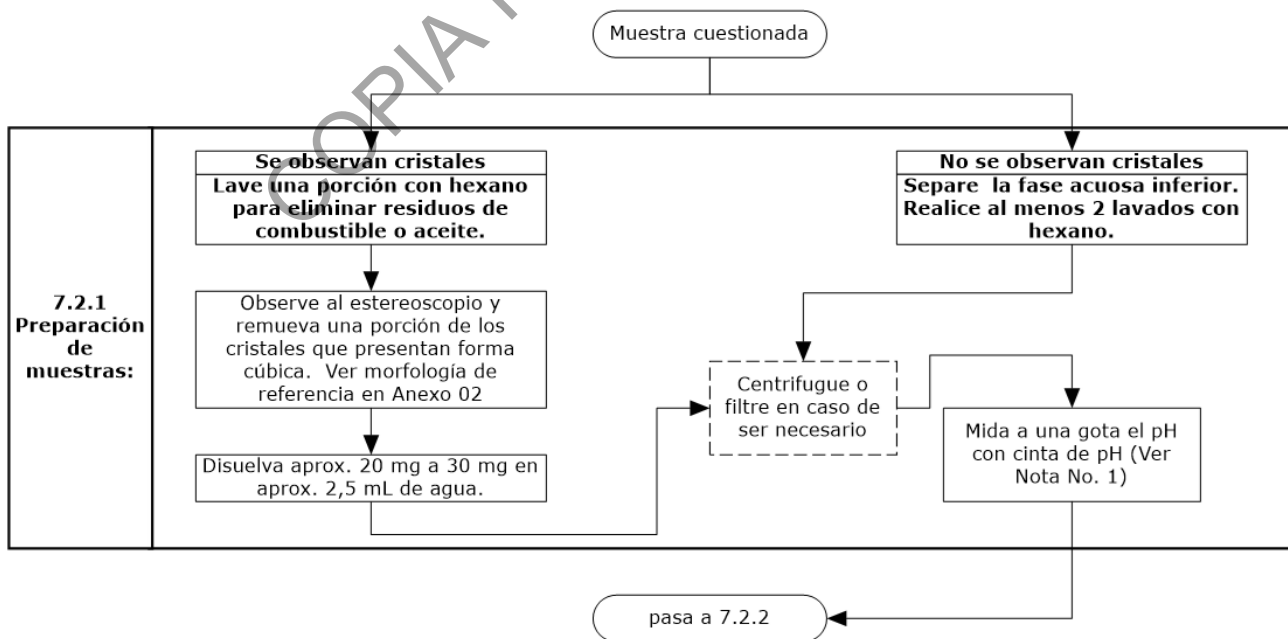 Muestra cuestionada
COPIA
7.2.1
Preparación
de
muestras:
Se observan cristales
Lave una porción con hexano
para eliminar residuos de
combustible o aceite.
Observe al estereoscopio y
remueva una porción de los
cristales que presentan forma
cúbica. Ver morfología de
referencia en Anexo 02
Disuelva aprox. 20 mg a 30 mg en
aprox. 2,5 mL de agua.
No se observan cristales
Separe la fase acuosa inferior.
Realice al menos 2 lavados con
hexano.
Centrifugue o
filtre en caso de
ser necesario
Mida a una gota el pH
con cinta de pH (Ver
Nota No. 1)
pasa a 7.2.2